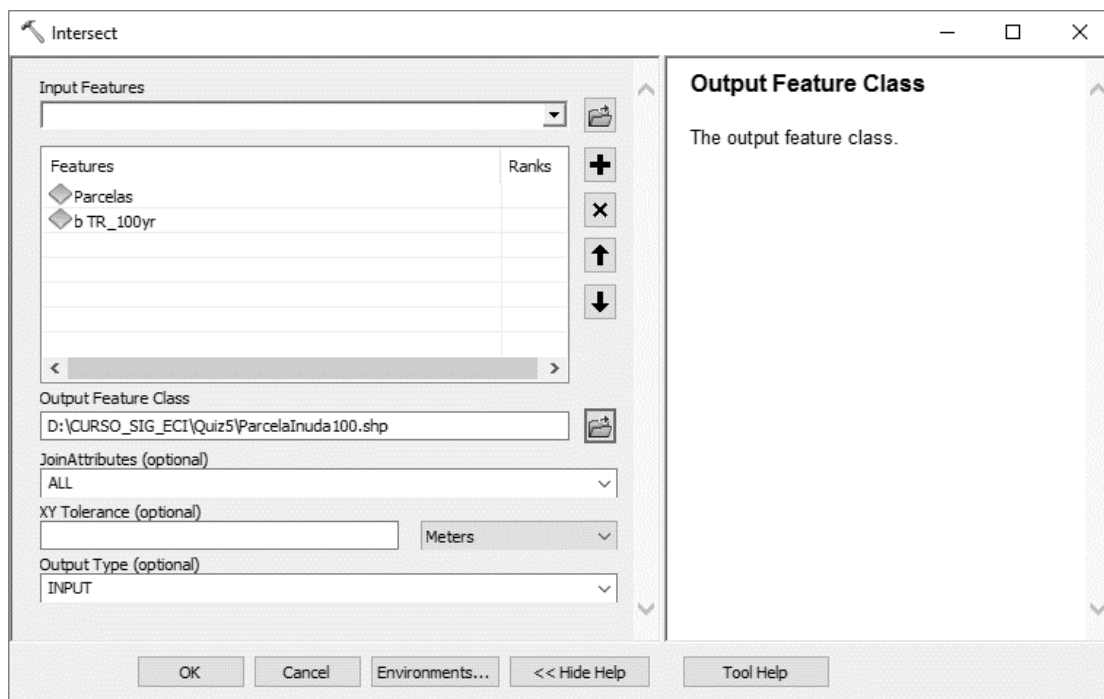 Intersect
Input Features
Features Ranks
Parcelas
b TR_100yr
Output Feature Class
D:\CURSO_SIG_ECI\Quiz5\ParcelaInuda100.shp
JoinAttributes (optional)
ALL
XY Tolerance (optional)
Meters
Output Type (optional)
INPUT
Output Feature Class
The output feature class.
OK Cancel Environments... << Hide Help Tool Help